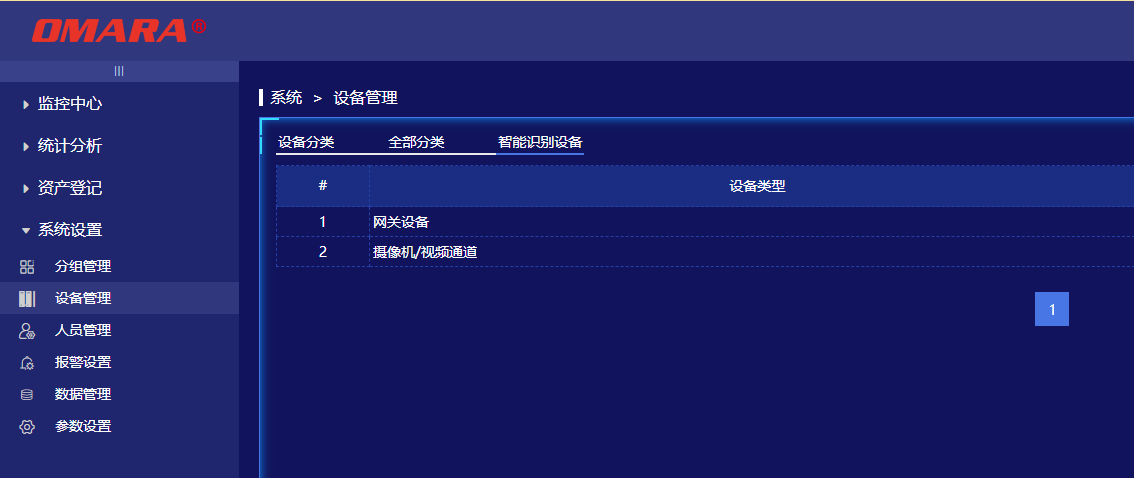 OMARA®
监控中心
统计分析
资产登记
系统设置
分组管理
设备管理
人员管理
报警设置
数据管理
参数设置
系统 > 设备管理
设备分类 全部分类 智能识别设备
# 设备类型
1 网关设备
2 摄像机/视频通道
1